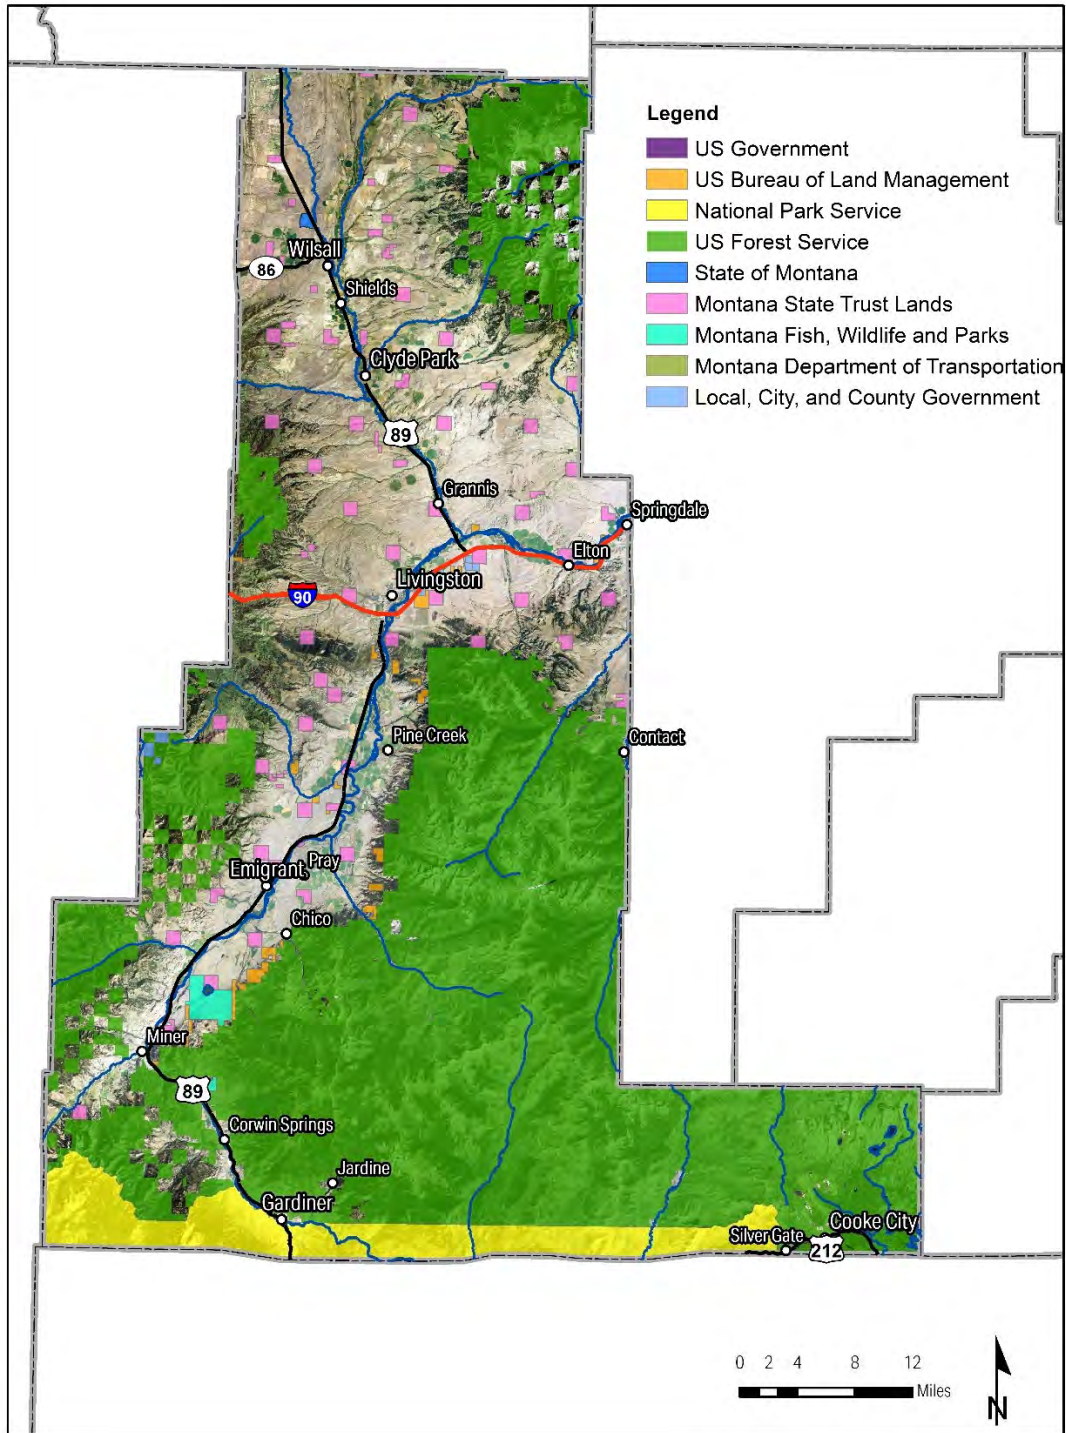 Legend
US Government
US Bureau of Land Management
National Park Service
US Forest Service
State of Montana
Montana State Trust Lands
Montana Fish, Wildlife and Parks
Montana Department of Transportation
Local, City, and County Government
Wilsall
86
Shields
Clyde Park
89
Grannis
Springdale
Elton
Livingston
90
Pine Creek
Contact
Pray
Emigrant
Chico
Miner
89
Corwin Springs
Jardine
Gardiner
Cooke City
Silver Gate
212
0 2 4 8 12
Miles
N